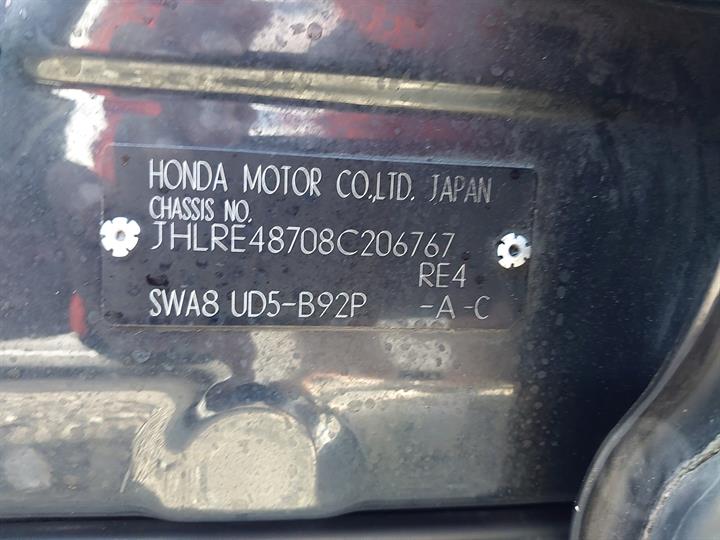 HONDA MOTOR CO.,LTD. JAPAN
CHASSIS NO.
JHLRE48708C206767
RE4
SWA8 UD5-B92P -A -C